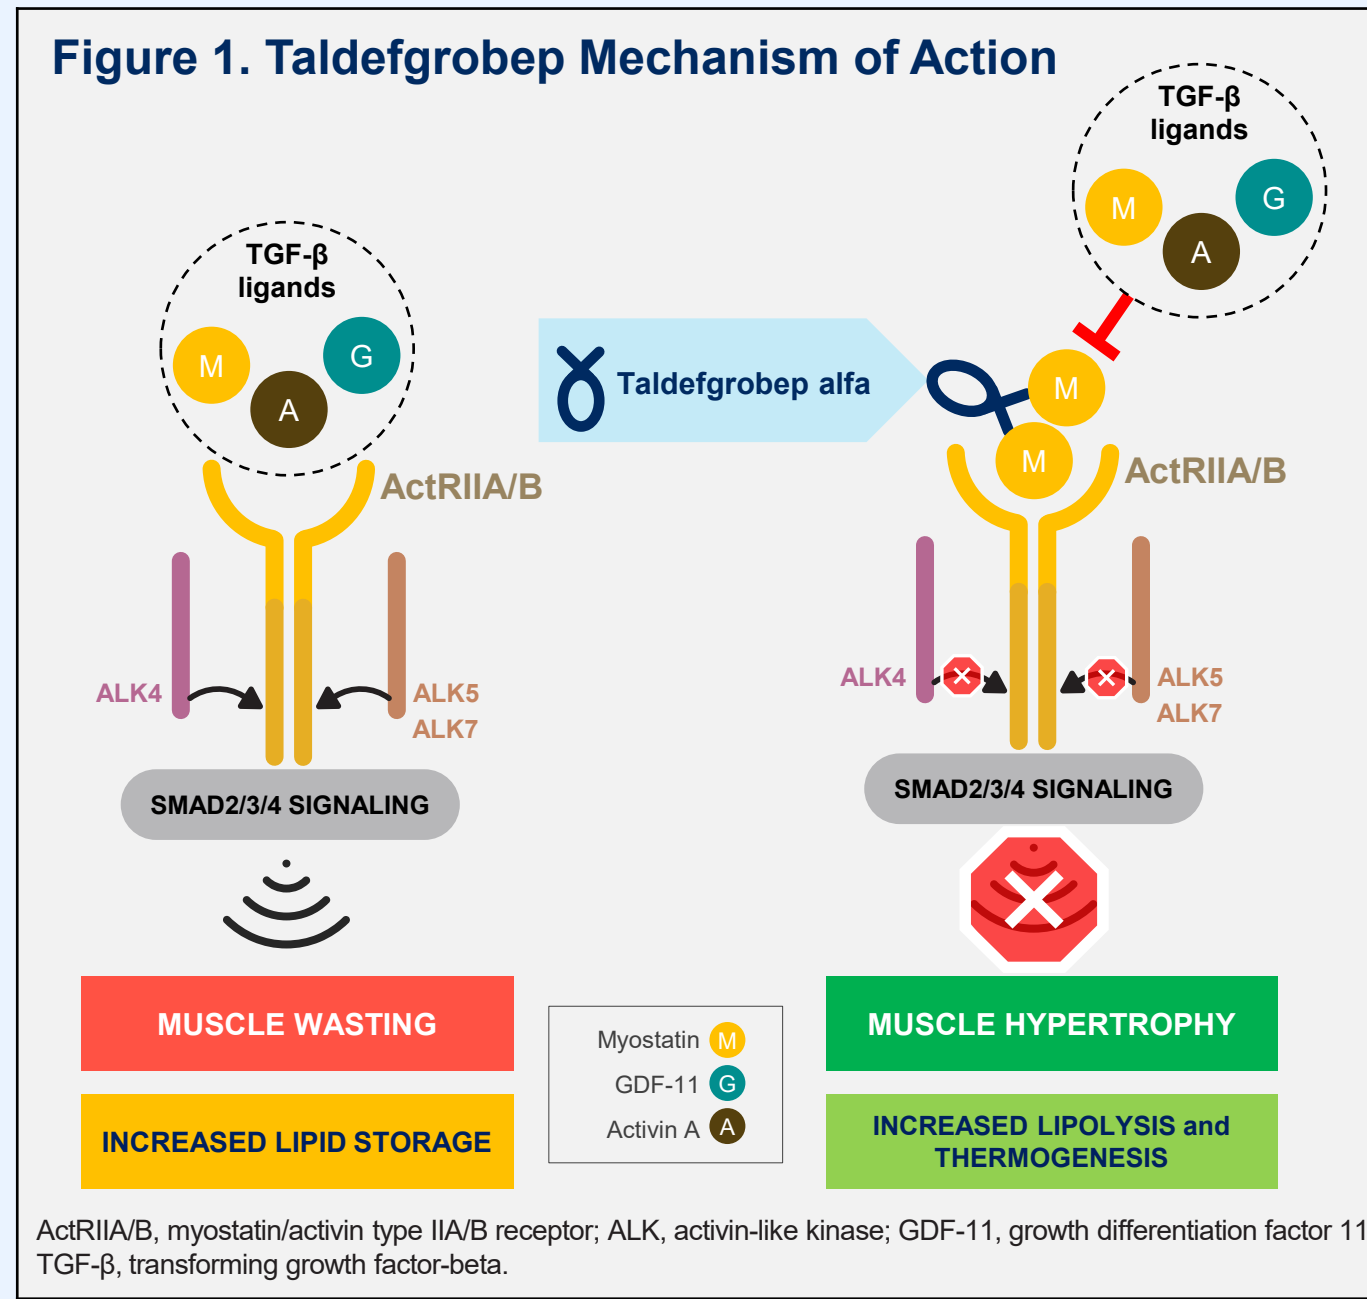 Figure 1. Taldefgrobep Mechanism of Action
TGF-β
ligands
M
G
A
ActRIIA/B
ALK4
ALK5
ALK7
SMAD2/3/4 SIGNALING
MUSCLE WASTING
INCREASED LIPID STORAGE
Taldefgrobep alfa
TGF-β
ligands
M
G
A
M
M
ActRIIA/B
ALK4
ALK5
ALK7
SMAD2/3/4 SIGNALING
MUSCLE HYPERTROPHY
INCREASED LIPOLYSIS and
THERMOGENESIS
Myostatin M
GDF-11 G
Activin A A
ActRIIA/B, myostatin/activin type IIA/B receptor; ALK, activin-like kinase; GDF-11, growth differentiation factor 11
TGF-β, transforming growth factor-beta.